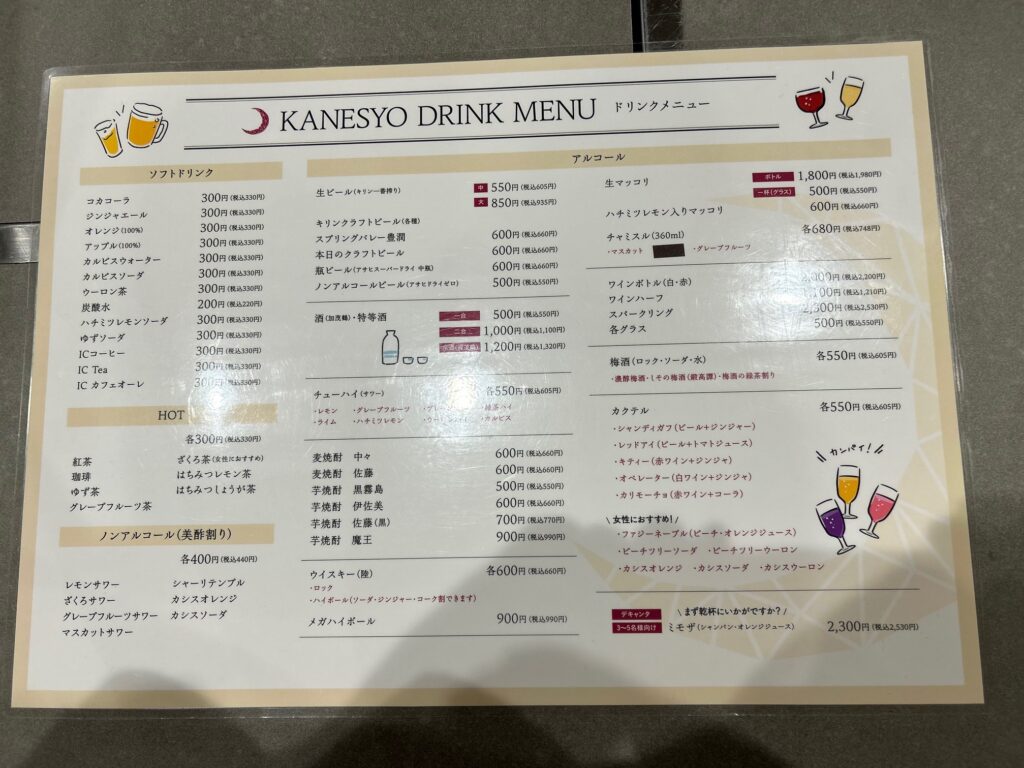 KANESYO DRINK MENU ドリンクメニュー
ソフトドリンク
コカコーラ 300円(税込330円)
ジンジャエール 300円(税込330円)
オレンジ(100%) 300円(税込330円)
アップル(100%) 300円(税込330円)
カルピスウォーター 300円(税込330円)
カルピスソーダ 300円(税込330円)
ウーロン茶 300円(税込330円)
炭酸水 200円(税込220円)
ハチミツレモンソーダ 300円(税込330円)
ゆずソーダ 300円(税込330円)
ICコーヒー 300円(税込330円)
IC Tea 300円(税込330円)
IC カフェオーレ 300円(税込330円)
HOT
各300円(税込330円)
紅茶 ざくろ茶(女性におすすめ)
珈琲 はちみつレモン茶
ゆず茶 はちみつしょうが茶
グレープフルーツ茶
ノンアルコール(美酢割り)
各400円(税込440円)
レモンサワー シャーリテンプル
ざくろサワー カシスオレンジ
グレープフルーツサワー カシスソーダ
マスカットサワー
アルコール
生ビール(キリン一番搾り) 中 550円(税込605円)
大 850円(税込935円)
キリンクラフトビール(各種)
スプリングバレー豊潤 600円(税込660円)
本日のクラフトビール 600円(税込660円)
瓶ビール(アサヒスーパードライ 中瓶) 600円(税込660円)
ノンアルコールビール(アサヒドライゼロ) 500円(税込550円)
酒(加茂鶴)・特等酒 一合 500円(税込550円)
二合 1,000円(税込1,100円)
1,200円(税込1,320円)
チューハイ(サワー) 各550円(税込605円)
・レモン ・グレープフルーツ ・緑茶ハイ
・ライム ・ハチミツレモン ・カルピス
麦焼酎 中々 600円(税込660円)
麦焼酎 佐藤 600円(税込660円)
芋焼酎 黒霧島 500円(税込550円)
芋焼酎 伊佐美 600円(税込660円)
芋焼酎 佐藤(黒) 700円(税込770円)
芋焼酎 魔王 900円(税込990円)
ウイスキー(陸) 各600円(税込660円)
・ロック
・ハイボール(ソーダ・ジンジャー・コーク割できます)
メガハイボール 900円(税込990円)
生マッコリ ボトル 1,800円(税込1,980円)
一杯(グラス) 500円(税込550円)
ハチミツレモン入りマッコリ 600円(税込660円)
チャミスル(360ml) 各680円(税込748円)
・マスカット ・グレープフルーツ
ワインボトル(白・赤) 2,000円(税込2,200円)
ワインハーフ 1,100円(税込1,210円)
スパークリング 2,300円(税込2,530円)
各グラス 500円(税込550円)
梅酒(ロック・ソーダ・水) 各550円(税込605円)
・濃醇梅酒・しその梅酒(鍛高譚)・梅酒の緑茶割り
カクテル 各550円(税込605円)
・シャンディガフ(ビール+ジンジャー)
・レッドアイ(ビール+トマトジュース)
・キティー(赤ワイン+ジンジャ)
・オペレーター(白ワイン+ジンジャ)
・カリモーチョ(赤ワイン+コーラ)
カンパイ!
\女性におすすめ!/
・ファジーネーブル(ピーチ・オレンジジュース)
・ピーチツリーソーダ ・ピーチツリーウーロン
・カシスオレンジ ・カシスソーダ ・カシスウーロン
デキャンタ \まず乾杯にいかがですか?/
3〜5名様向け ミモザ(シャンパン・オレンジジュース) 2,300円(税込2,530円)